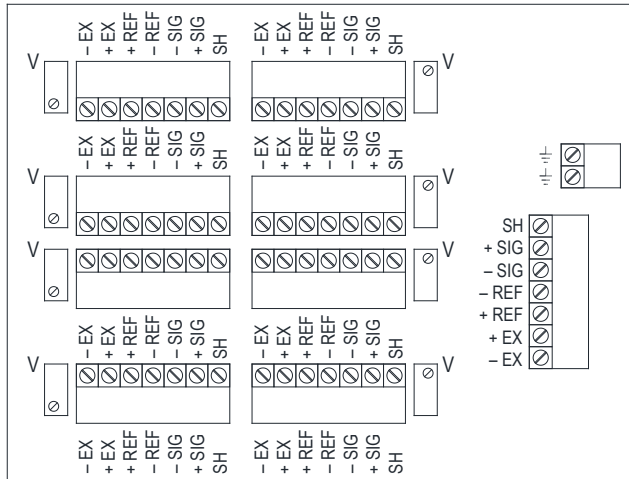 – EX + EX + REF – REF – SIG + SIG SH – EX + EX + REF – REF – SIG + SIG SH
V V
– EX + EX + REF – REF – SIG + SIG SH – EX + EX + REF – REF – SIG + SIG SH
V V
– EX + EX + REF – REF – SIG + SIG SH – EX + EX + REF – REF – SIG + SIG SH
V V
– EX + EX + REF – REF – SIG + SIG SH – EX + EX + REF – REF – SIG + SIG SH
SH
+ SIG
– SIG
– REF
+ REF
+ EX
– EX